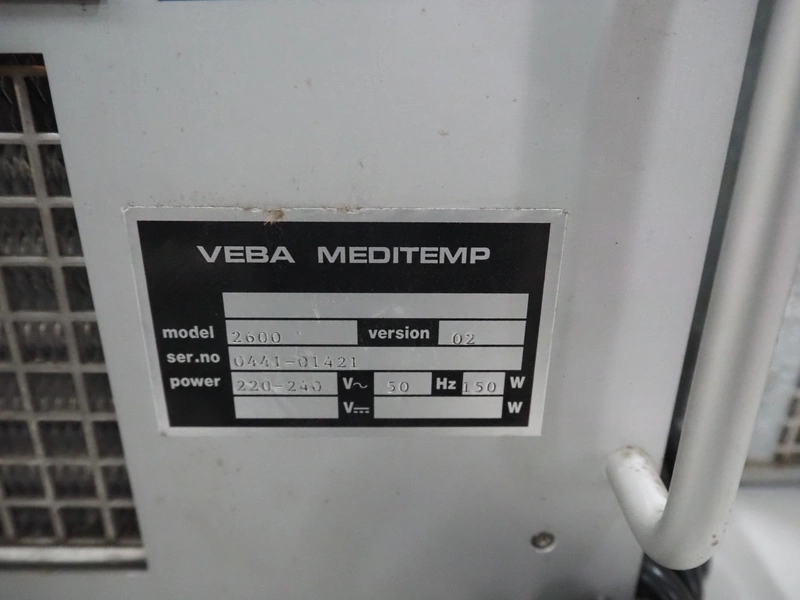 VEBA MEDITEMP
model 2600 version 02
ser.no 0441-01421
power 220-240 V~ 50 Hz 150 W
V⎓ W